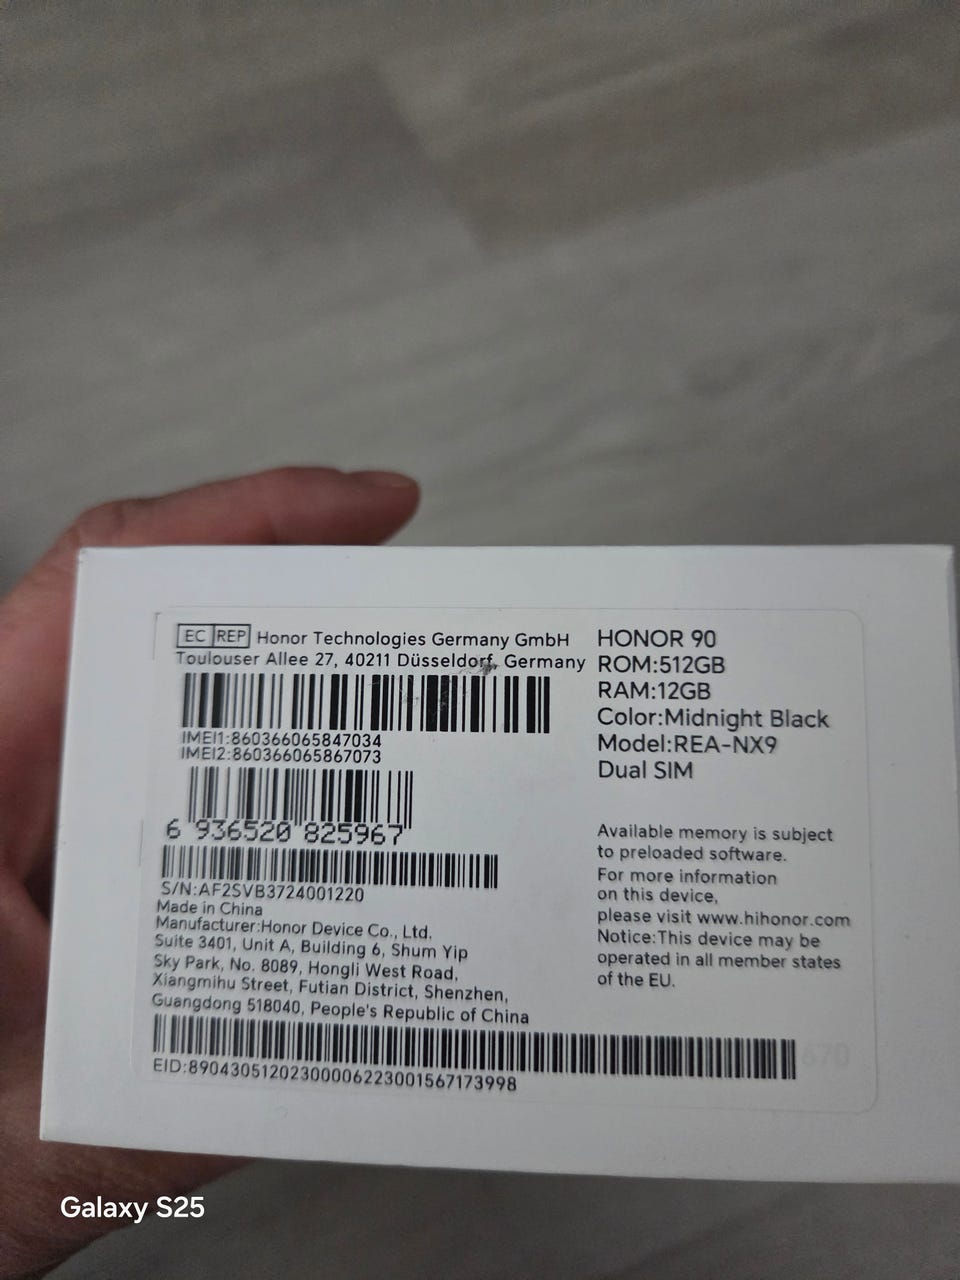 EC REP Honor Technologies Germany GmbH
Toulouser Allee 27, 40211 Düsseldorf, Germany
IMEI1:860366065847034
IMEI2:860366065867073
6 936520 825967
S/N:AF2SVB3724001220
Made in China
Manufacturer:Honor Device Co., Ltd.
Suite 3401, Unit A, Building 6, Shum Yip
Sky Park, No. 8089, Hongli West Road,
Xiangmihu Street, Futian District, Shenzhen,
Guangdong 518040, People's Republic of China
EID:89043051202300006223001567173998
HONOR 90
ROM:512GB
RAM:12GB
Color:Midnight Black
Model:REA-NX9
Dual SIM
Available memory is subject
to preloaded software.
For more information
on this device,
please visit www.hihonor.com
Notice:This device may be
operated in all member states
of the EU.
670
Galaxy S25